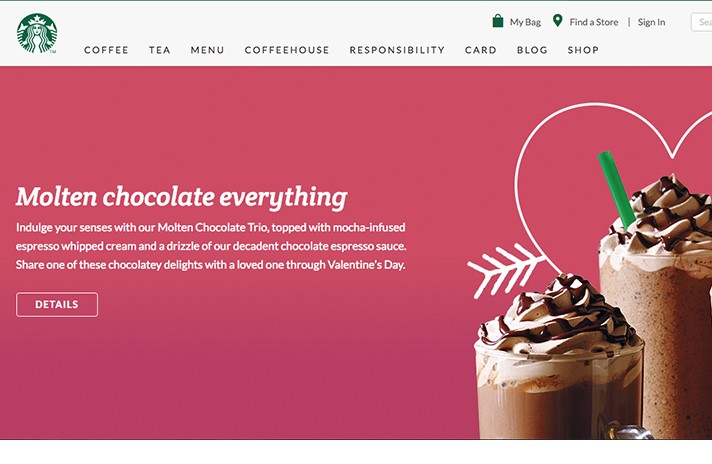 My Bag Find a Store | Sign In Sea
COFFEE TEA MENU COFFEEHOUSE RESPONSIBILITY CARD BLOG SHOP
Molten chocolate everything
Indulge your senses with our Molten Chocolate Trio, topped with mocha-infused
espresso whipped cream and a drizzle of our decadent chocolate espresso sauce.
Share one of these chocolatey delights with a loved one through Valentine's Day.
DETAILS